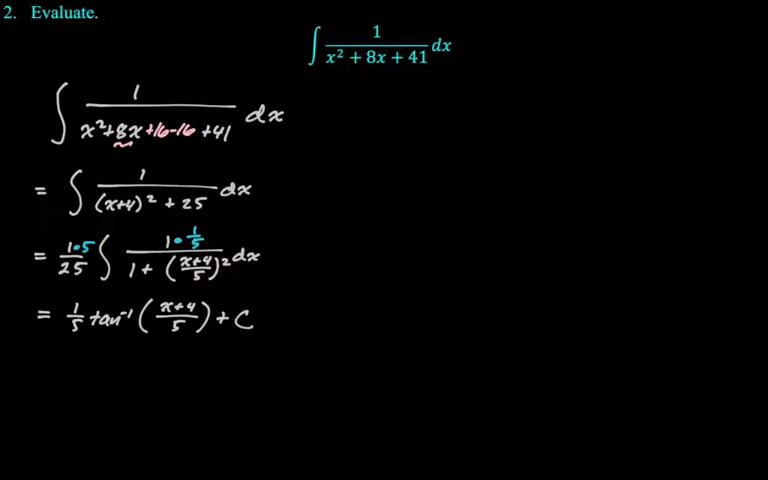 2. Evaluate.
∫ 1/(x² + 8x + 41) dx
∫ 1/(x²+8x+16-16+41) dx
= ∫ 1/((x+4)² + 25) dx
= (1•5)/25 ∫ (1•1/5)/(1+((x+4)/5)²) dx
= 1/5 tan⁻¹((x+4)/5) + C